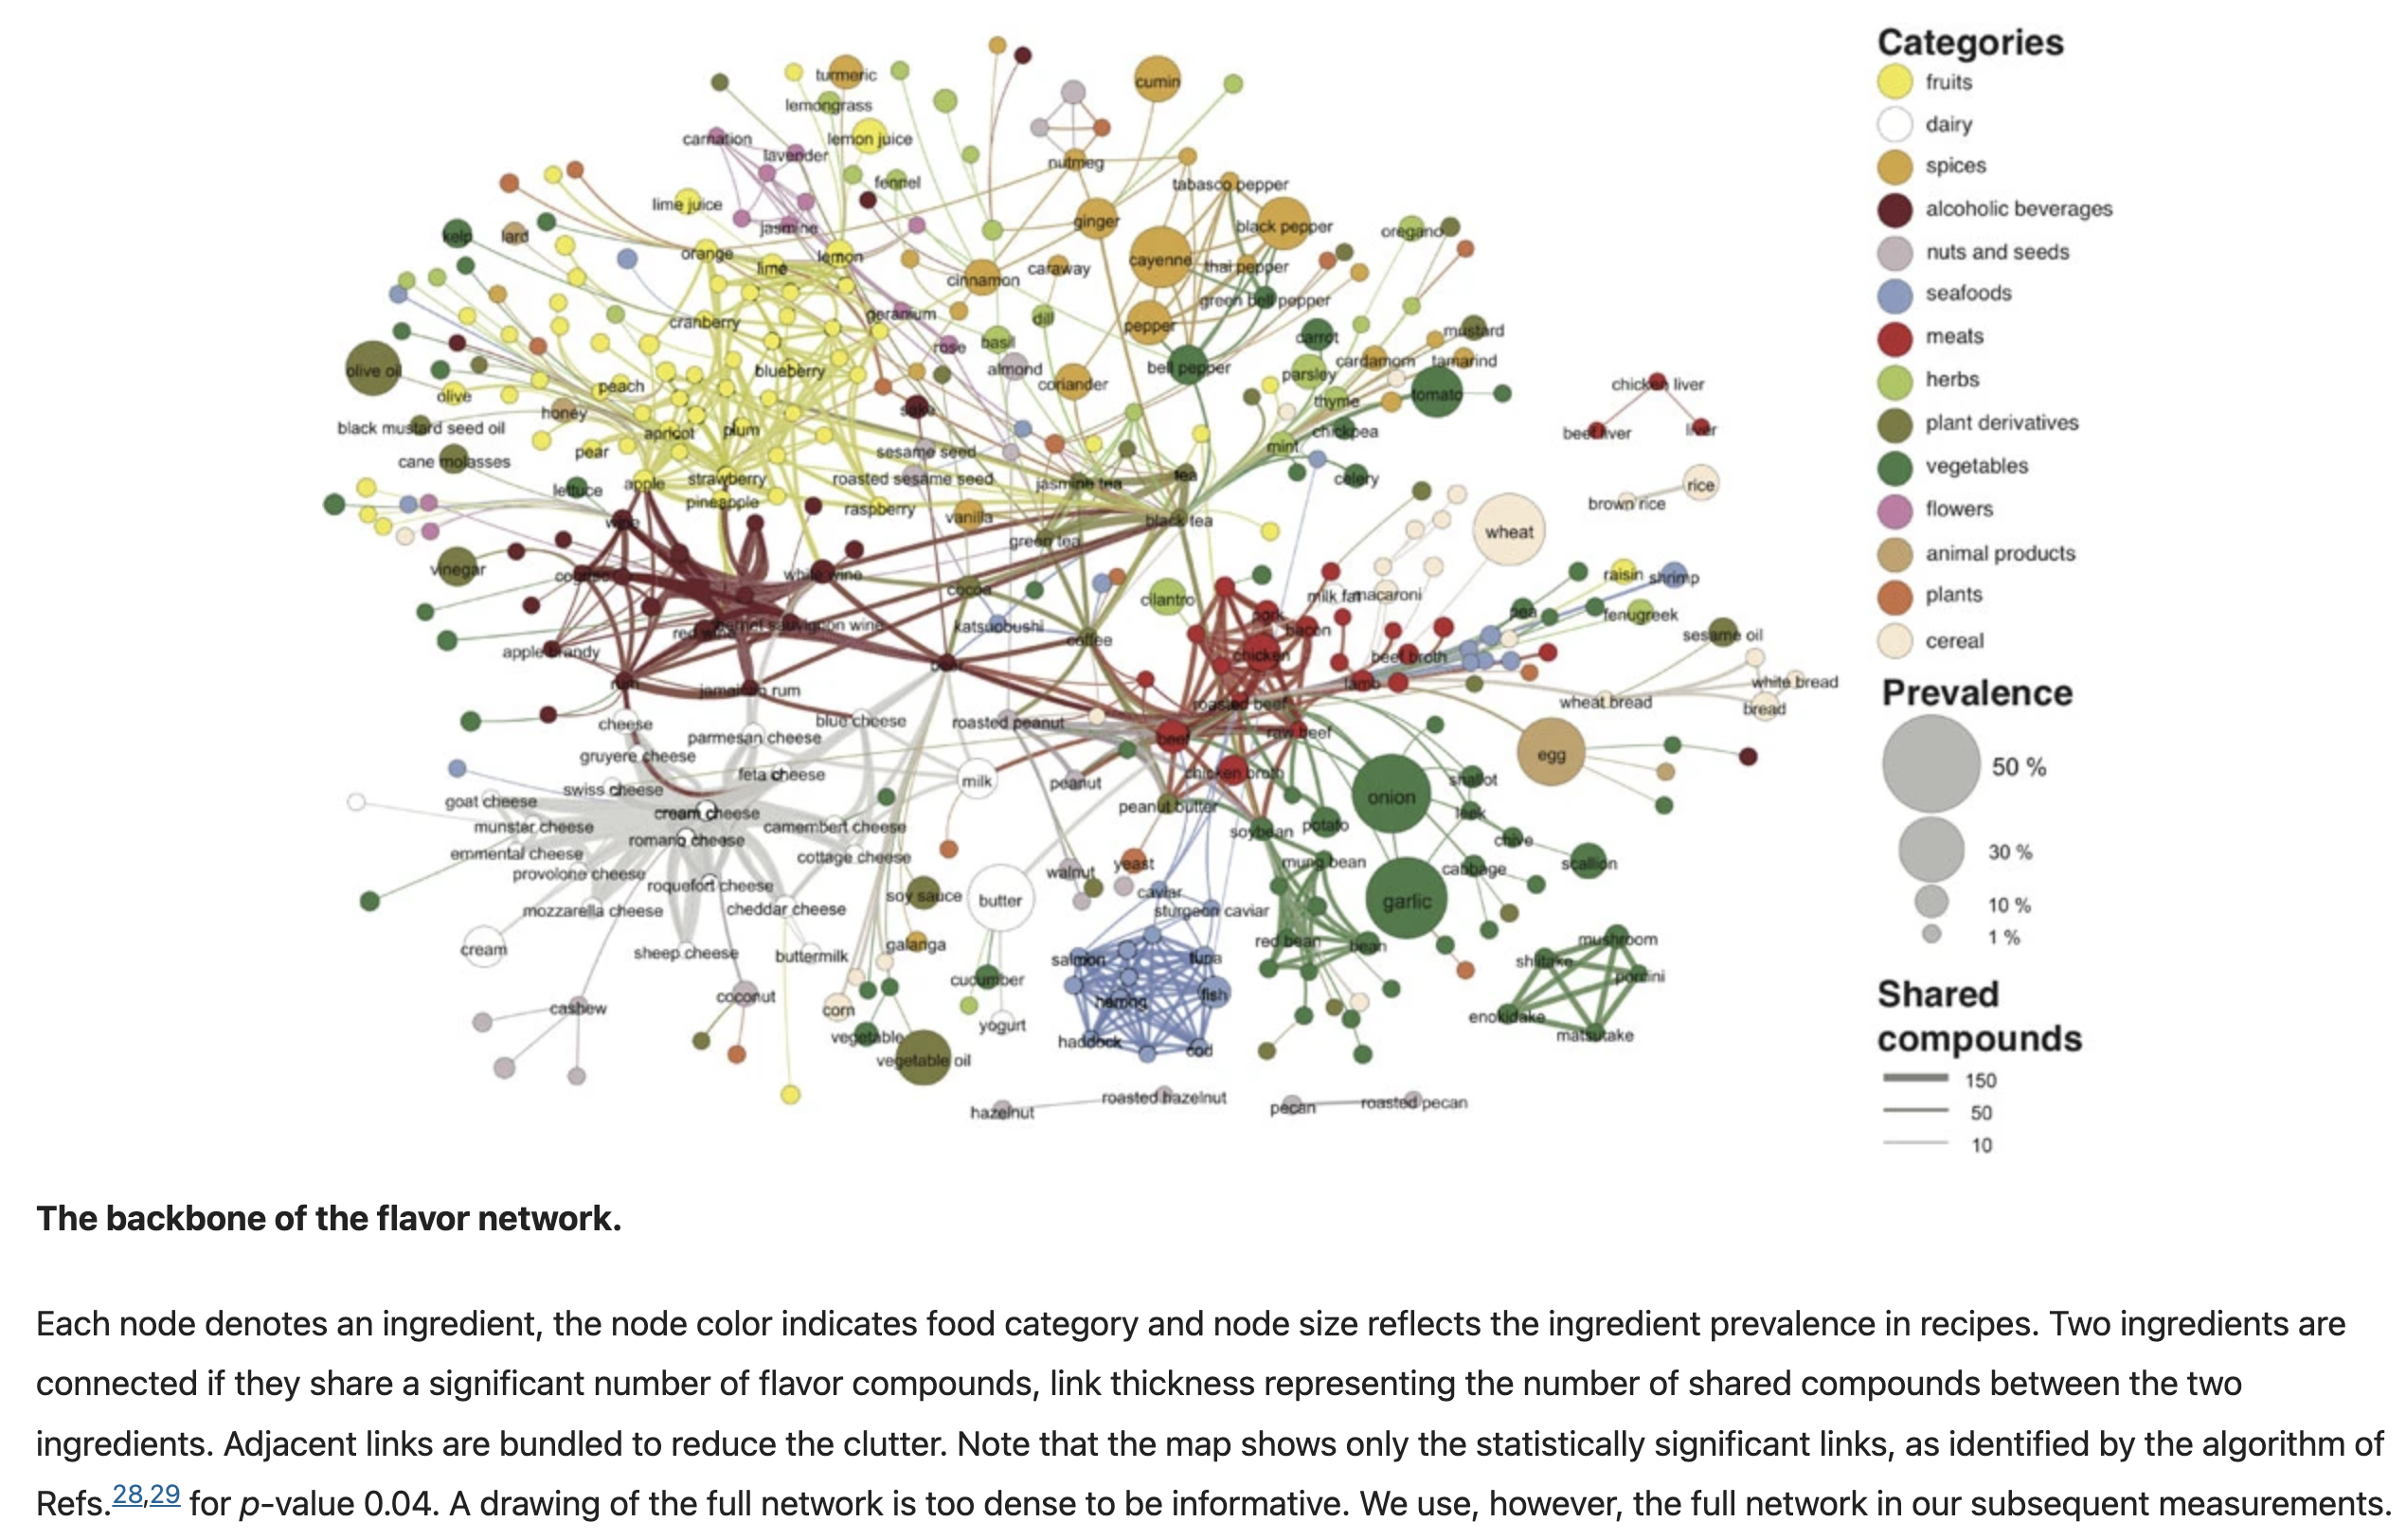 turmeric
cumin
lemongrass
carnation
lemon juice
lavender
nutmeg
fennel
tabasco pepper
lime juice
ginger
black pepper
jasmine
oregano
kelp
lard
orange
lemon
lime
cayenne
thai pepper
caraway
cinnamon
green bell pepper
geranium
dill
cranberry
pepper
mustard
carrot
rose
basil
cardamom
tamarind
bell pepper
olive oil
blueberry
almond
parsley
coriander
chicken liver
peach
olive
tomato
thyme
honey
sake
black mustard seed oil
apricot
plum
chickpea
beef liver
liver
mint
pear
sesame seed
cane molasses
tea
apple
strawberry
roasted sesame seed
jasmine tea
celery
rice
lettuce
pineapple
raspberry
brown rice
wine
vanilla
black tea
wheat
green tea
vinegar
cognac
white wine
raisin
shrimp
cocoa
cilantro
milk fat
macaroni
pork
pea
fenugreek
red wine
cabernet sauvignon wine
katsuobushi
bacon
sesame oil
coffee
apple brandy
chicken
beef broth
beer
rum
jamaican rum
lamb
white bread
roasted beef
wheat bread
bread
cheese
blue cheese
roasted peanut
parmesan cheese
beef
raw beef
gruyere cheese
egg
feta cheese
chicken broth
milk
peanut
shallot
swiss cheese
goat cheese
onion
peanut butter
cream cheese
leek
munster cheese
camembert cheese
soybean
potato
romano cheese
chive
emmental cheese
cottage cheese
mung bean
scallion
provolone cheese
walnut
yeast
cabbage
roquefort cheese
soy sauce
caviar
butter
garlic
mozzarella cheese
cheddar cheese
sturgeon caviar
red bean
bean
mushroom
cream
sheep cheese
buttermilk
galanga
salmon
tuna
shiitake
porcini
cucumber
coconut
fish
herring
cashew
corn
enokidake
yogurt
vegetable
matsutake
haddock
cod
vegetable oil
hazelnut
roasted hazelnut
pecan
roasted pecan
Categories
fruits
dairy
spices
alcoholic beverages
nuts and seeds
seafoods
meats
herbs
plant derivatives
vegetables
flowers
animal products
plants
cereal
Prevalence
50 %
30 %
10 %
1 %
Shared
compounds
150
50
10
The backbone of the flavor network.
Each node denotes an ingredient, the node color indicates food category and node size reflects the ingredient prevalence in recipes. Two ingredients are
connected if they share a significant number of flavor compounds, link thickness representing the number of shared compounds between the two
ingredients. Adjacent links are bundled to reduce the clutter. Note that the map shows only the statistically significant links, as identified by the algorithm of
Refs.28,29 for p-value 0.04. A drawing of the full network is too dense to be informative. We use, however, the full network in our subsequent measurements.